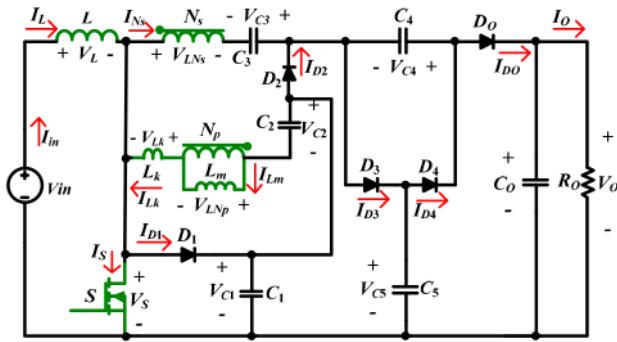 I_L L I_Ns N_s - V_C3 + C_4 D_O I_O
+ V_L - + V_LNs - C_3 - V_C4 + I_DO
D_2 I_D2
I_in N_p C_2 + V_C2 -
- V_Lk +
L_k L_m I_Lm
Vin I_Lk - V_LNp + D_3 D_4 + C_O - R_O + V_O -
I_D3 I_D4
I_S I_D1 D_1
S + V_S - + V_C1 - C_1 + V_C5 - C_5